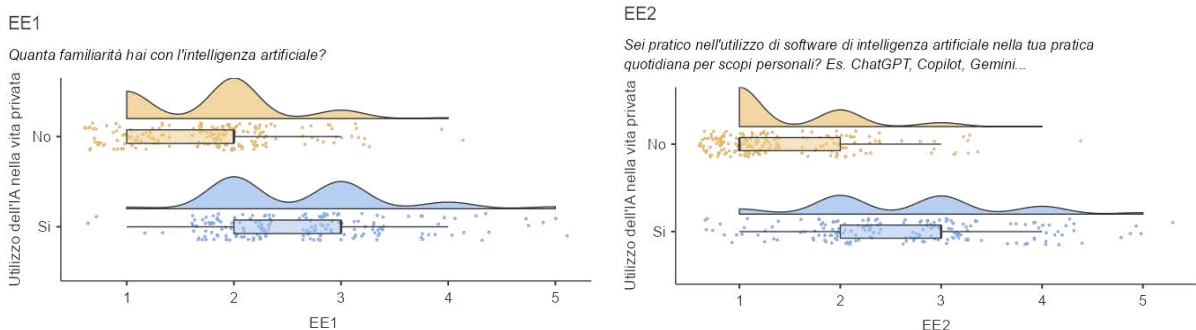 EE1
Quanta familiarità hai con l'intelligenza artificiale?
Utilizzo dell'IA nella vita privata
No
Si
1 2 3 4 5
EE1
EE2
Sei pratico nell'utilizzo di software di intelligenza artificiale nella tua pratica
quotidiana per scopi personali? Es. ChatGPT, Copilot, Gemini...
Utilizzo dell'IA nella vita privata
No
Si
1 2 3 4 5
EE2